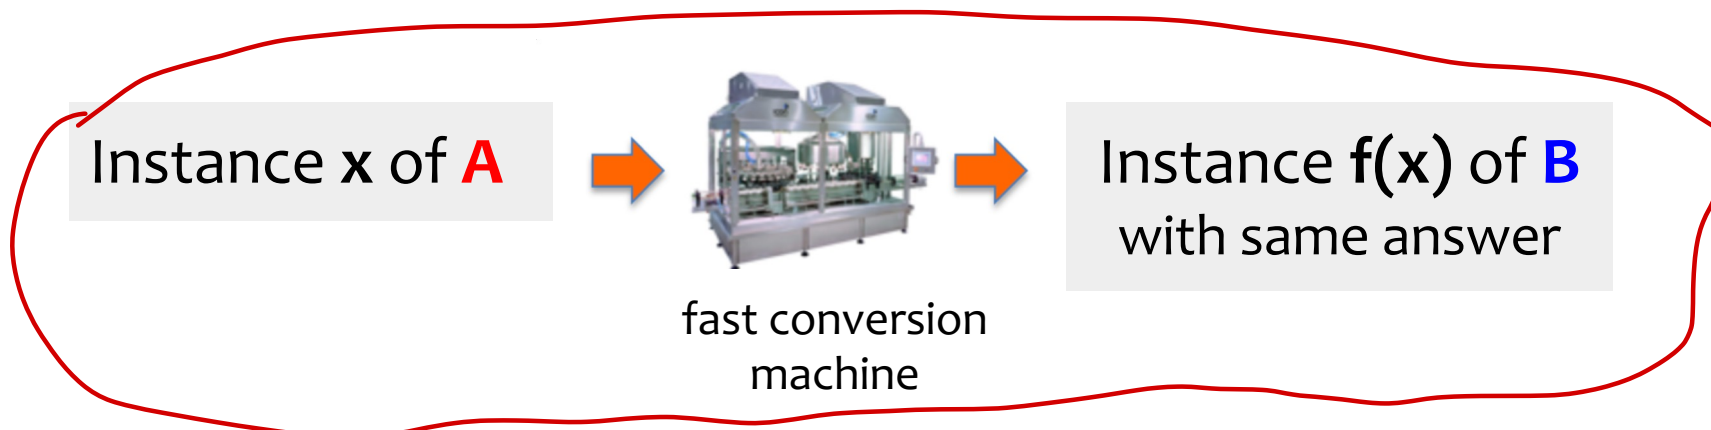 Instance x of A
Instance f(x) of B
with same answer
fast conversion
machine